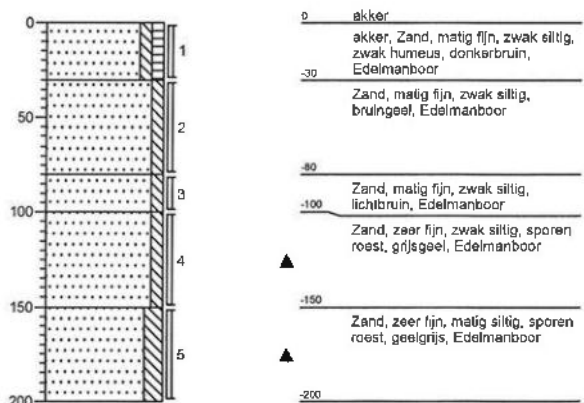 0
50
100
150
200
1
2
3
4
5
0 akker
akker, Zand, matig fijn, zwak siltig,
zwak humeus, donkerbruin,
Edelmanboor
-30
Zand, matig fijn, zwak siltig,
bruingeel, Edelmanboor
-80
Zand, matig fijn, zwak siltig,
lichtbruin, Edelmanboor
-100
Zand, zeer fijn, zwak siltig, sporen
roest, grijsgeel, Edelmanboor
-150
Zand, zeer fijn, matig siltig, sporen
roest, geelgrijs, Edelmanboor
-200